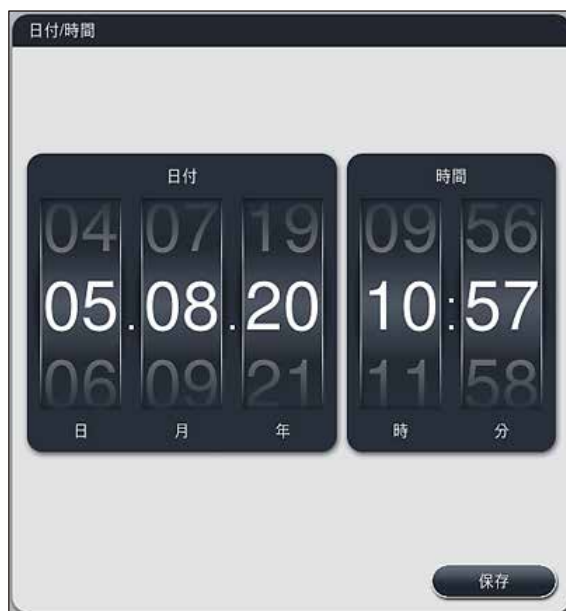 日付/時間
日付 時間
04 07 19 09 56
05.08.20 10:57
06 09 21 11 58
日 月 年 時 分
保存